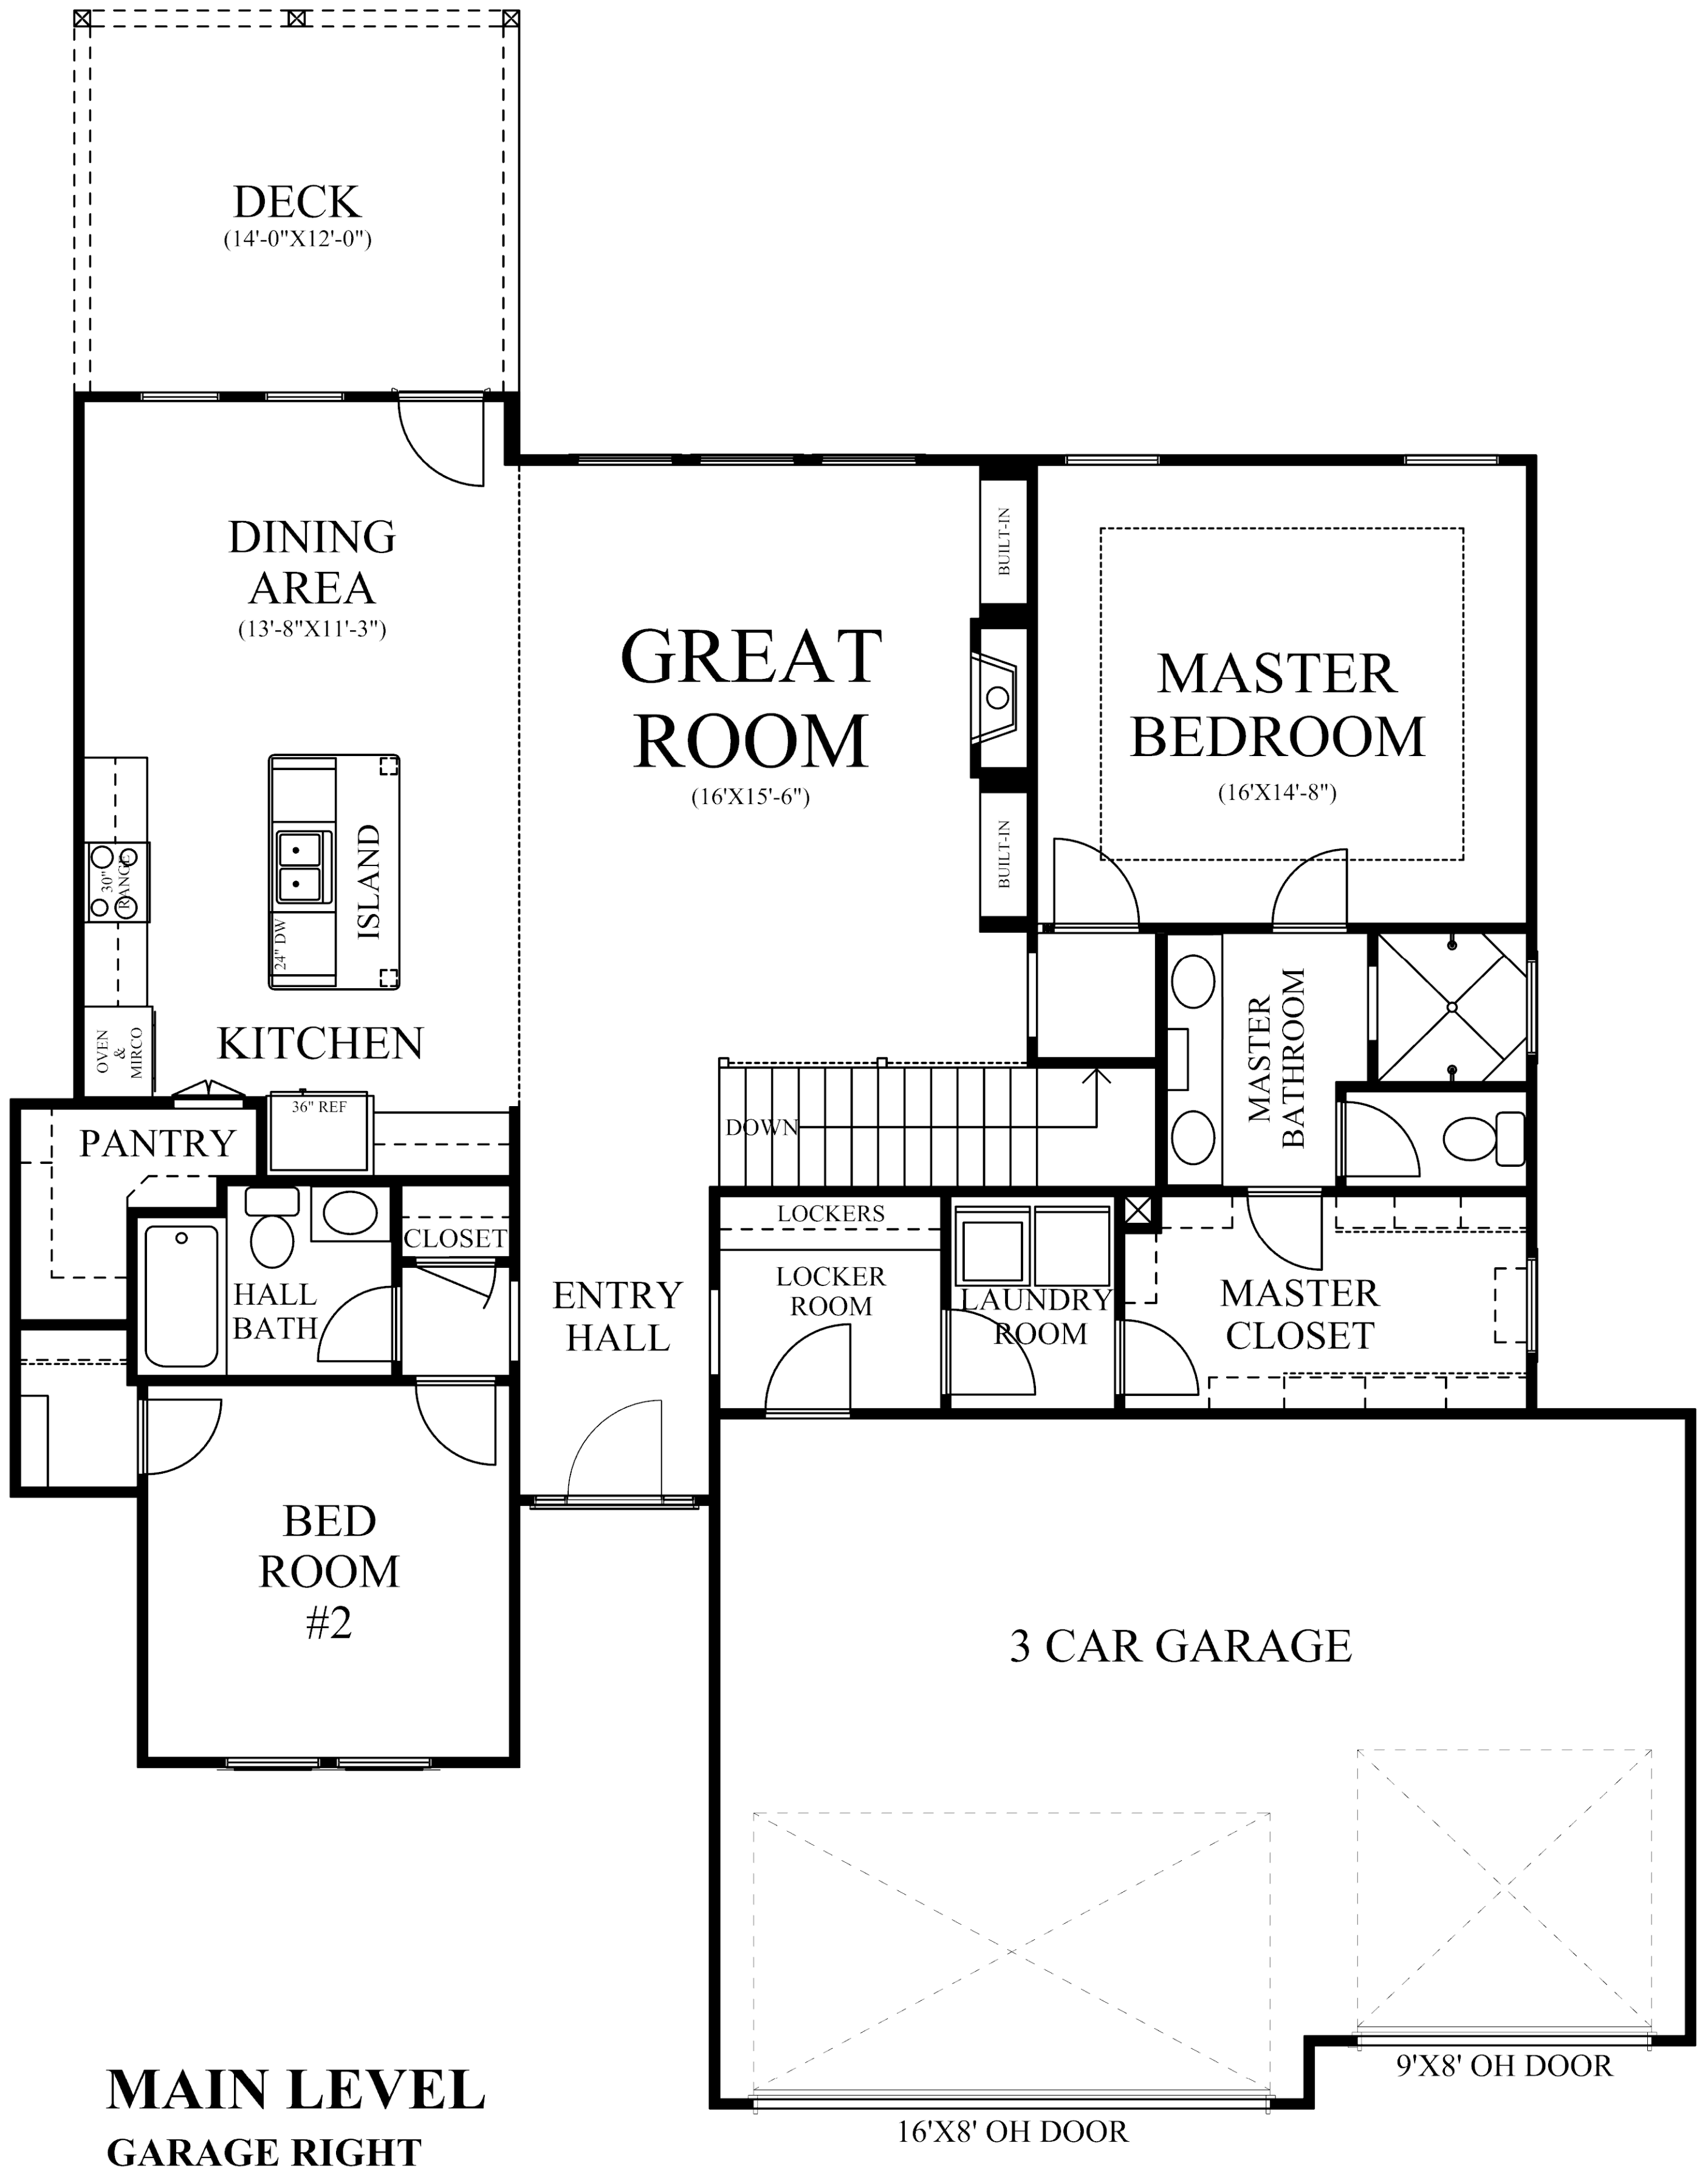 DECK
(14'-0"X12'-0")
DINING
AREA
(13'-8"X11'-3")
GREAT
ROOM
(16'X15'-6")
BUILT-IN
BUILT-IN
MASTER
BEDROOM
(16'X14'-8")
30"
RANGE
ISLAND
24" DW
OVEN
&
MIRCO
KITCHEN
36" REF
PANTRY
DOWN
MASTER
BATHROOM
CLOSET
HALL
BATH
ENTRY
HALL
LOCKERS
LOCKER
ROOM
LAUNDRY
ROOM
MASTER
CLOSET
BED
ROOM
#2
3 CAR GARAGE
9'X8' OH DOOR
16'X8' OH DOOR
MAIN LEVEL
GARAGE RIGHT